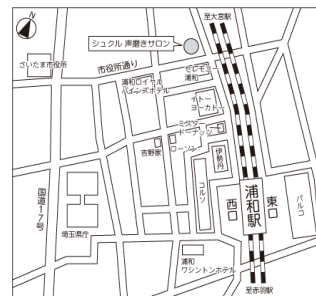 至大宮駅
シュクル 声磨きサロン
さいたま市役所
市役所通り
セレモニー
浦和
浦和ロイヤル
パインズホテル
イトー
ヨーカドー
ミスター
ドーナッツ
吉野家
ローソン
伊勢丹
コルソ
国道17号
埼玉県庁
西口
浦和駅
東口
パルコ
浦和
ワシントンホテル
至赤羽駅